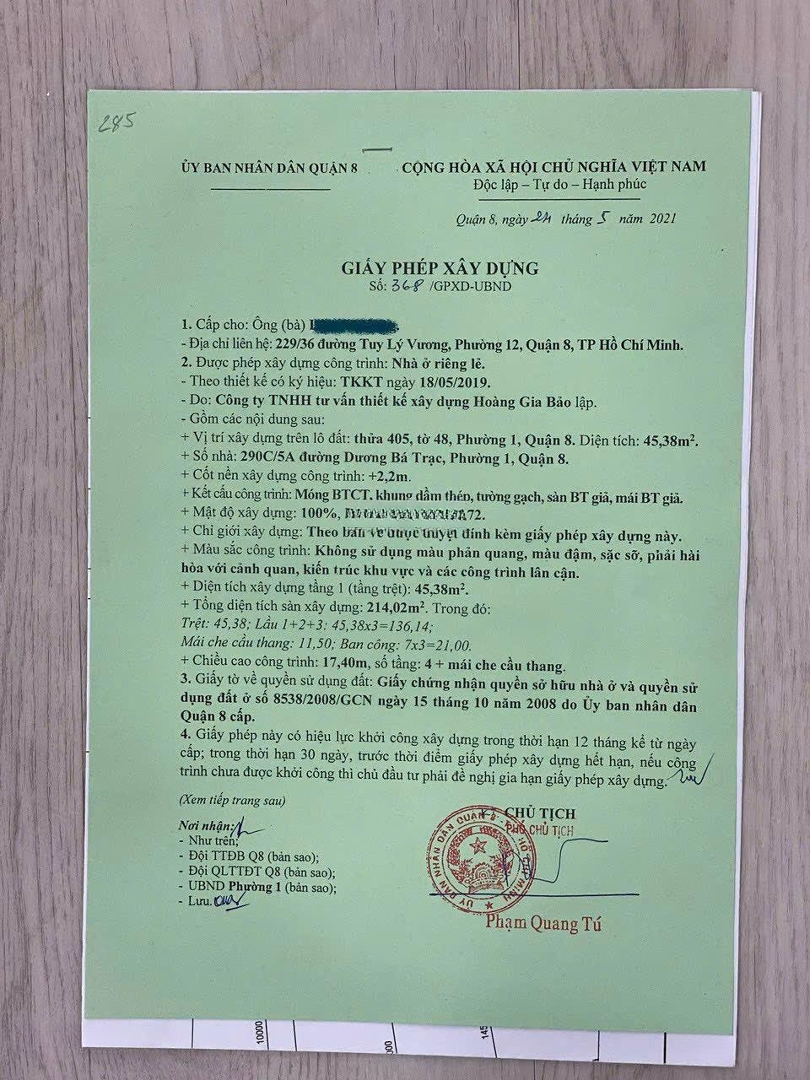 285
ỦY BAN NHÂN DÂN QUẬN 8
CỘNG HÒA XÃ HỘI CHỦ NGHĨA VIỆT NAM
Độc lập – Tự do – Hạnh phúc
Quận 8, ngày 24 tháng 5 năm 2021
GIẤY PHÉP XÂY DỰNG
Số: 368 /GPXD-UBND
1. Cấp cho: Ông (bà)
- Địa chỉ liên hệ: 229/36 đường Tuy Lý Vương, Phường 12, Quận 8, TP Hồ Chí Minh.
2. Được phép xây dựng công trình: Nhà ở riêng lẻ.
- Theo thiết kế có ký hiệu: TKKT ngày 18/05/2019.
- Do: Công ty TNHH tư vấn thiết kế xây dựng Hoàng Gia Bảo lập.
- Gồm các nội dung sau:
+ Vị trí xây dựng trên lô đất: thửa 405, tờ 48, Phường 1, Quận 8. Diện tích: 45,38m².
+ Số nhà: 290C/5A đường Dương Bá Trạc, Phường 1, Quận 8.
+ Cốt nền xây dựng công trình: +2,2m.
+ Kết cấu công trình: Móng BTCT. khung dầm thén, tường gạch, sàn BT giả, mái BT giả.
+ Mật độ xây dựng: 100%,
+ Chỉ giới xây dựng: Theo bản vẽ được duyệt đính kèm giấy phép xây dựng này.
+ Màu sắc công trình: Không sử dụng màu phản quang, màu đậm, sặc sỡ, phải hài
hòa với cảnh quan, kiến trúc khu vực và các công trình lân cận.
+ Diện tích xây dựng tầng 1 (tầng trệt): 45,38m².
+ Tổng diện tích sàn xây dựng: 214,02m². Trong đó:
Trệt: 45,38; Lầu 1+2+3: 45,38x3=136,14;
Mái che cầu thang: 11,50; Ban công: 7x3=21,00.
+ Chiều cao công trình: 17,40m, số tầng: 4 + mái che cầu thang.
3. Giấy tờ về quyền sử dụng đất: Giấy chứng nhận quyền sở hữu nhà ở và quyền sử
dụng đất ở số 8538/2008/GCN ngày 15 tháng 10 năm 2008 do Ủy ban nhân dân
Quận 8 cấp.
4. Giấy phép này có hiệu lực khởi công xây dựng trong thời hạn 12 tháng kể từ ngày
cấp; trong thời hạn 30 ngày, trước thời điểm giấy phép xây dựng hết hạn, nếu công
trình chưa được khởi công thì chủ đầu tư phải đề nghị gia hạn giấy phép xây dựng.
(Xem tiếp trang sau)
Nơi nhận:
- Như trên;
- Đội TTĐB Q8 (bản sao);
- Đội QLTTĐT Q8 (bản sao);
- UBND Phường 1 (bản sao);
- Lưu.
CHỦ TỊCH
PHÓ CHỦ TỊCH
ỦY BAN NHÂN DÂN QUẬN 8 - T.P HỒ CHÍ MINH
Phạm Quang Tú
10000